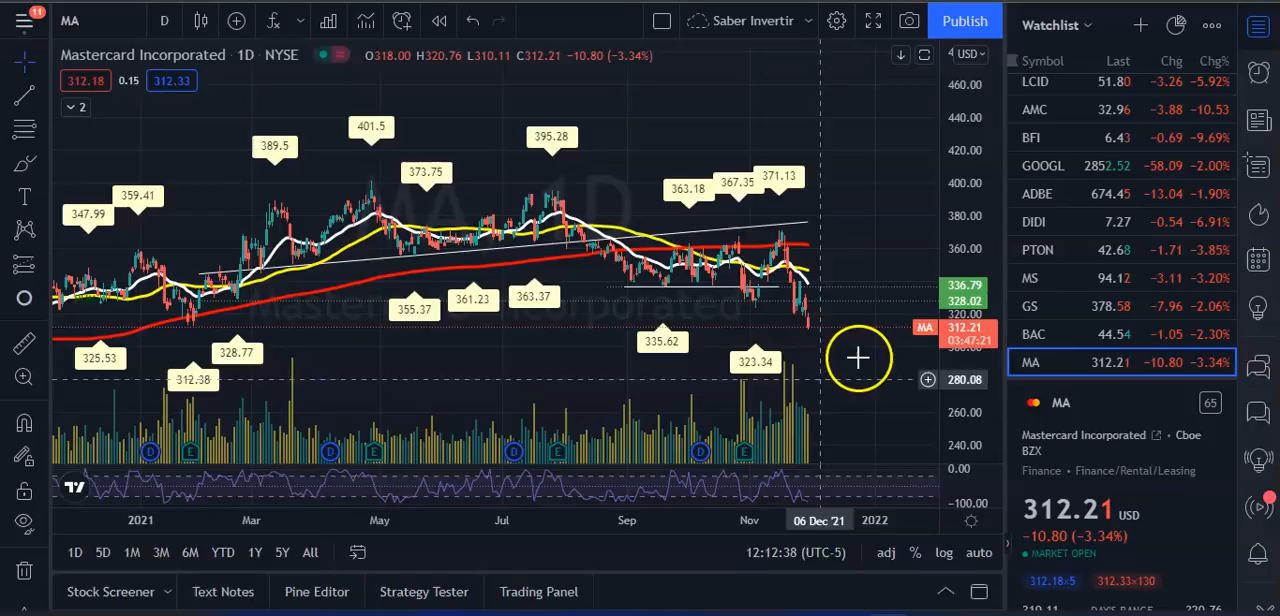 11
MA
D
Saber Invertir
Publish
Watchlist
Mastercard Incorporated · 1D · NYSE
O318.00 H320.76 L310.11 C312.21 −10.80 (−3.34%)
USD
312.18 0.15 312.33
2
MA, 1D
Mastercard Incorporated
460.00
440.00
420.00
400.00
380.00
360.00
336.79
328.02
320.00
MA 312.21
03:47:21
300.00
280.08
260.00
240.00
0.00
−100.00
347.99
359.41
389.5
401.5
373.75
395.28
363.18
367.35
371.13
325.53
312.38
328.77
355.37
361.23
363.37
335.62
323.34
D E D E D E D E
2021 Mar May Jul Sep Nov 06 Dec '21 2022
1D 5D 1M 3M 6M YTD 1Y 5Y All
12:12:38 (UTC-5) adj % log auto
Stock Screener Text Notes Pine Editor Strategy Tester Trading Panel
Symbol Last Chg Chg%
LCID 51.80 −3.26 −5.92%
AMC 32.96 −3.88 −10.53
BFI 6.43 −0.69 −9.69%
GOOGL 2852.52 −58.09 −2.00%
ADBE 674.45 −13.04 −1.90%
DIDI 7.27 −0.54 −6.91%
PTON 42.68 −1.71 −3.85%
MS 94.12 −3.11 −3.20%
GS 378.58 −7.96 −2.06%
BAC 44.54 −1.05 −2.30%
MA 312.21 −10.80 −3.34%
MA 65
Mastercard Incorporated · Cboe
BZX
Finance · Finance/Rental/Leasing
312.21 USD
−10.80 (−3.34%)
MARKET OPEN
312.18×5 312.33×130
310.11 DAY'S RANGE 320.76